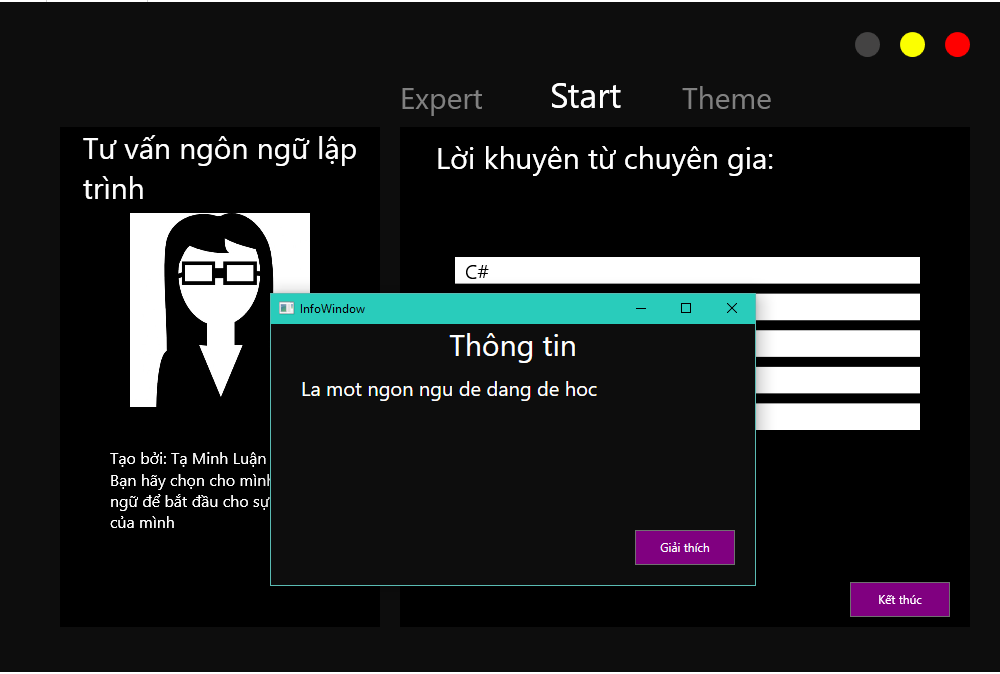 Expert
Start
Theme
Tư vấn ngôn ngữ lập
trình
Tạo bởi: Tạ Minh Luận
Bạn hãy chọn cho mình
ngữ để bắt đầu cho sự
của mình
Lời khuyên từ chuyên gia:
C#
InfoWindow
Thông tin
La mot ngon ngu de dang de hoc
Giải thích
Kết thúc